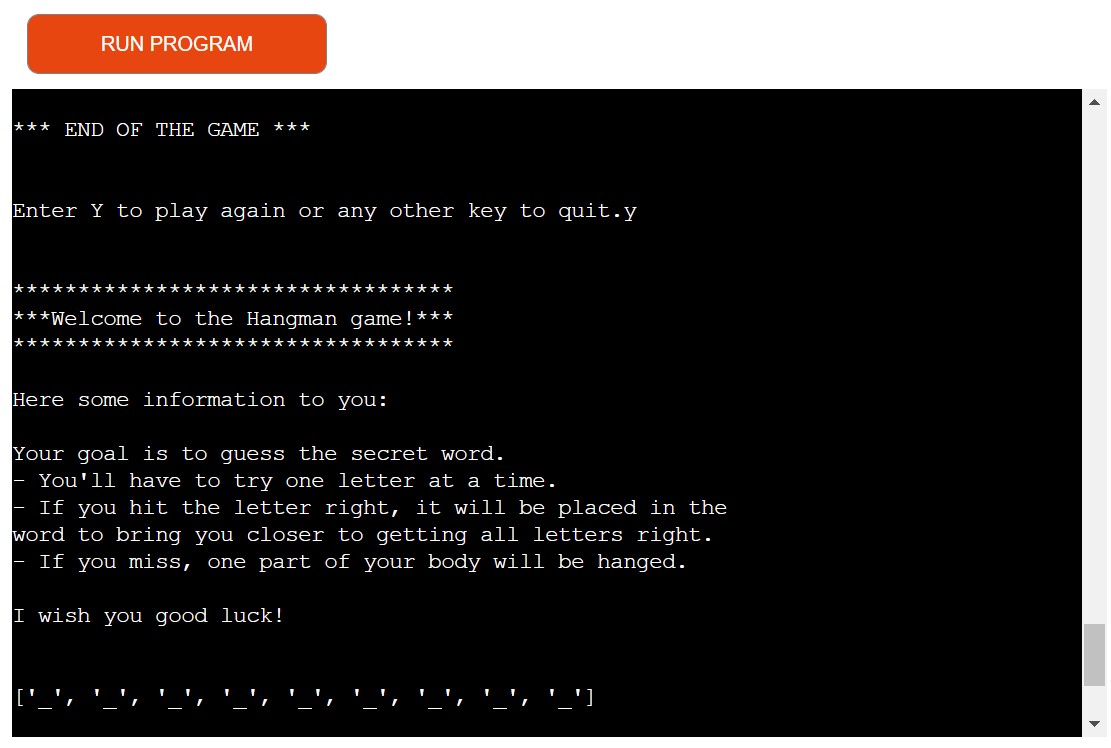 RUN PROGRAM
*** END OF THE GAME ***
Enter Y to play again or any other key to quit.y
**********************************
***Welcome to the Hangman game!***
**********************************
Here some information to you:
Your goal is to guess the secret word.
- You'll have to try one letter at a time.
- If you hit the letter right, it will be placed in the
word to bring you closer to getting all letters right.
- If you miss, one part of your body will be hanged.
I wish you good luck!
['_', '_', '_', '_', '_', '_', '_', '_', '_']